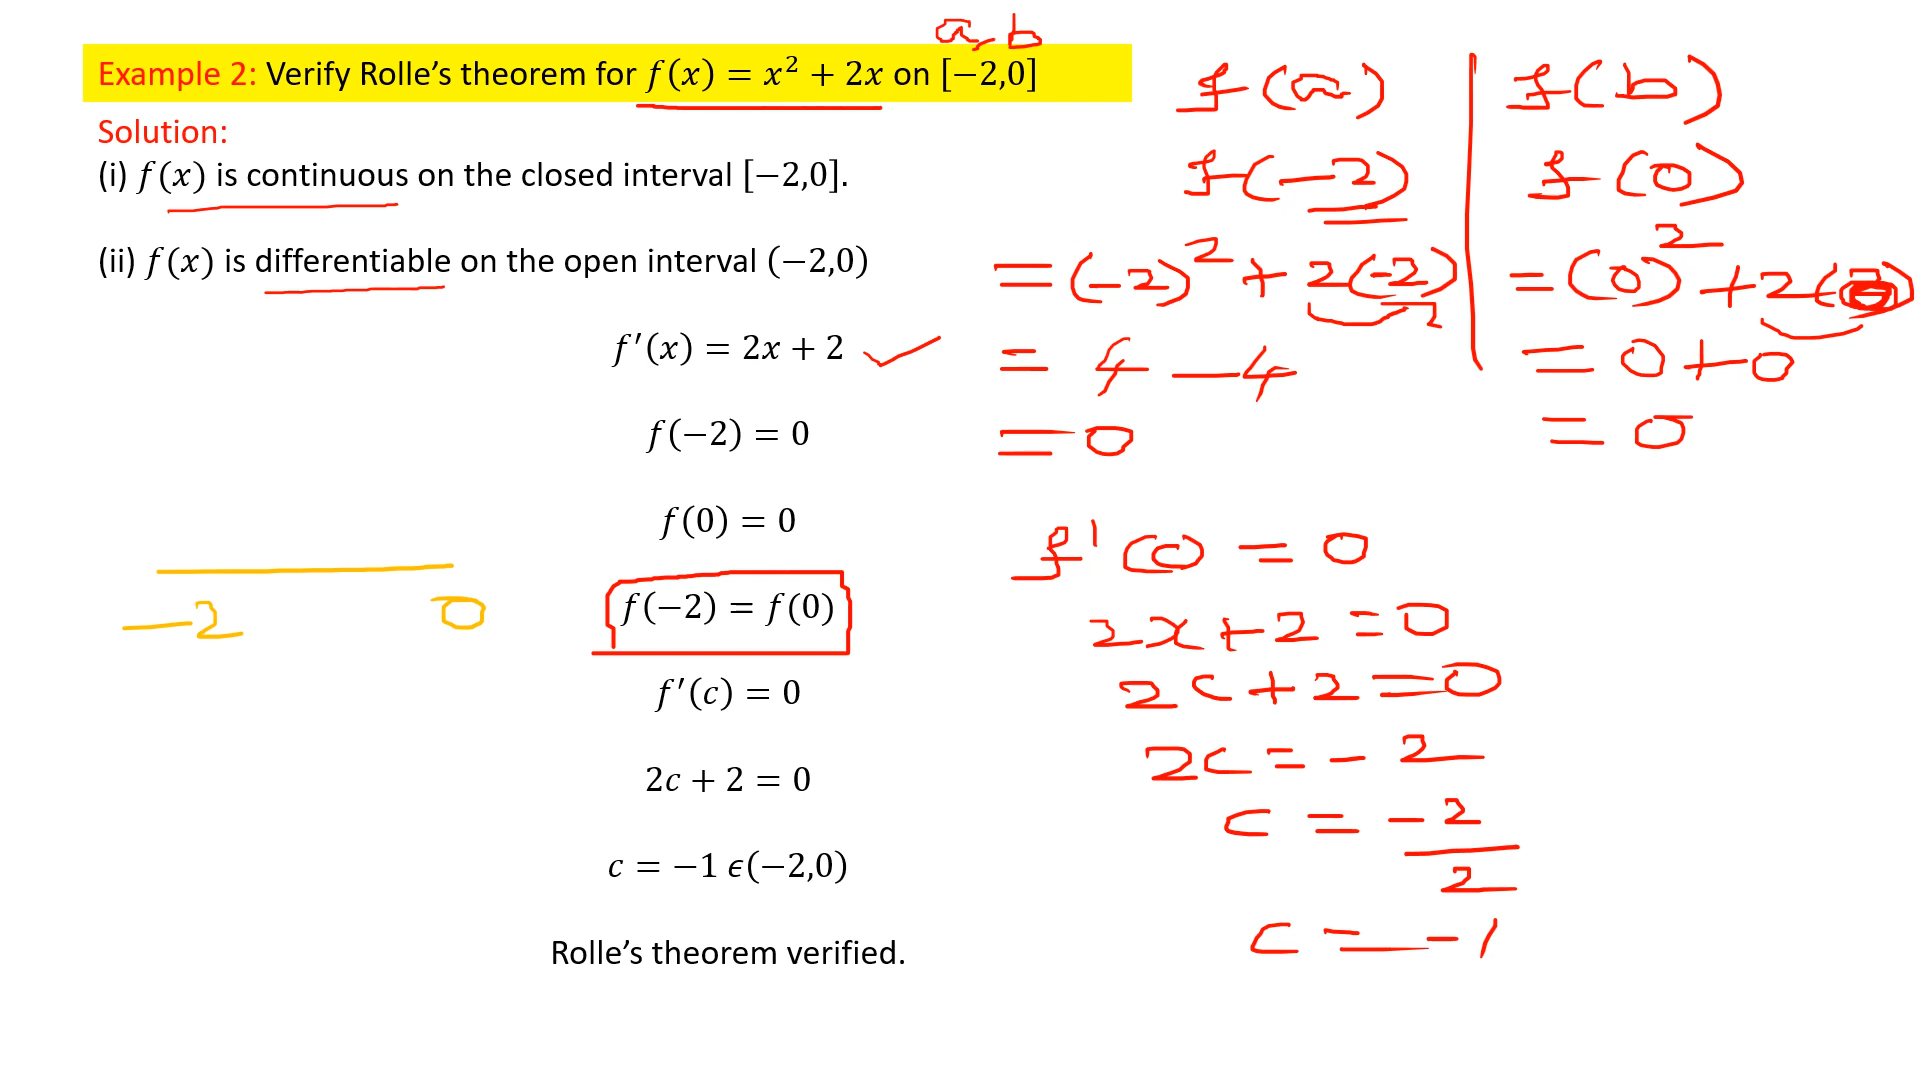 a, b
Example 2: Verify Rolle's theorem for f(x) = x² + 2x on [−2,0]
Solution:
(i) f(x) is continuous on the closed interval [−2,0].
(ii) f(x) is differentiable on the open interval (−2,0)
f′(x) = 2x + 2
f(−2) = 0
f(0) = 0
f(−2) = f(0)
f′(c) = 0
2c + 2 = 0
c = −1 ϵ(−2,0)
Rolle's theorem verified.
−2 0
f(a)
f(−2)
= (−2)² + 2(−2)
= 4 − 4
= 0
f(b)
f(0)
= (0)² + 2(0)
= 0 + 0
= 0
f′(c) = 0
2x + 2 = 0
2c + 2 = 0
2c = −2
c = −2
2
c = −1